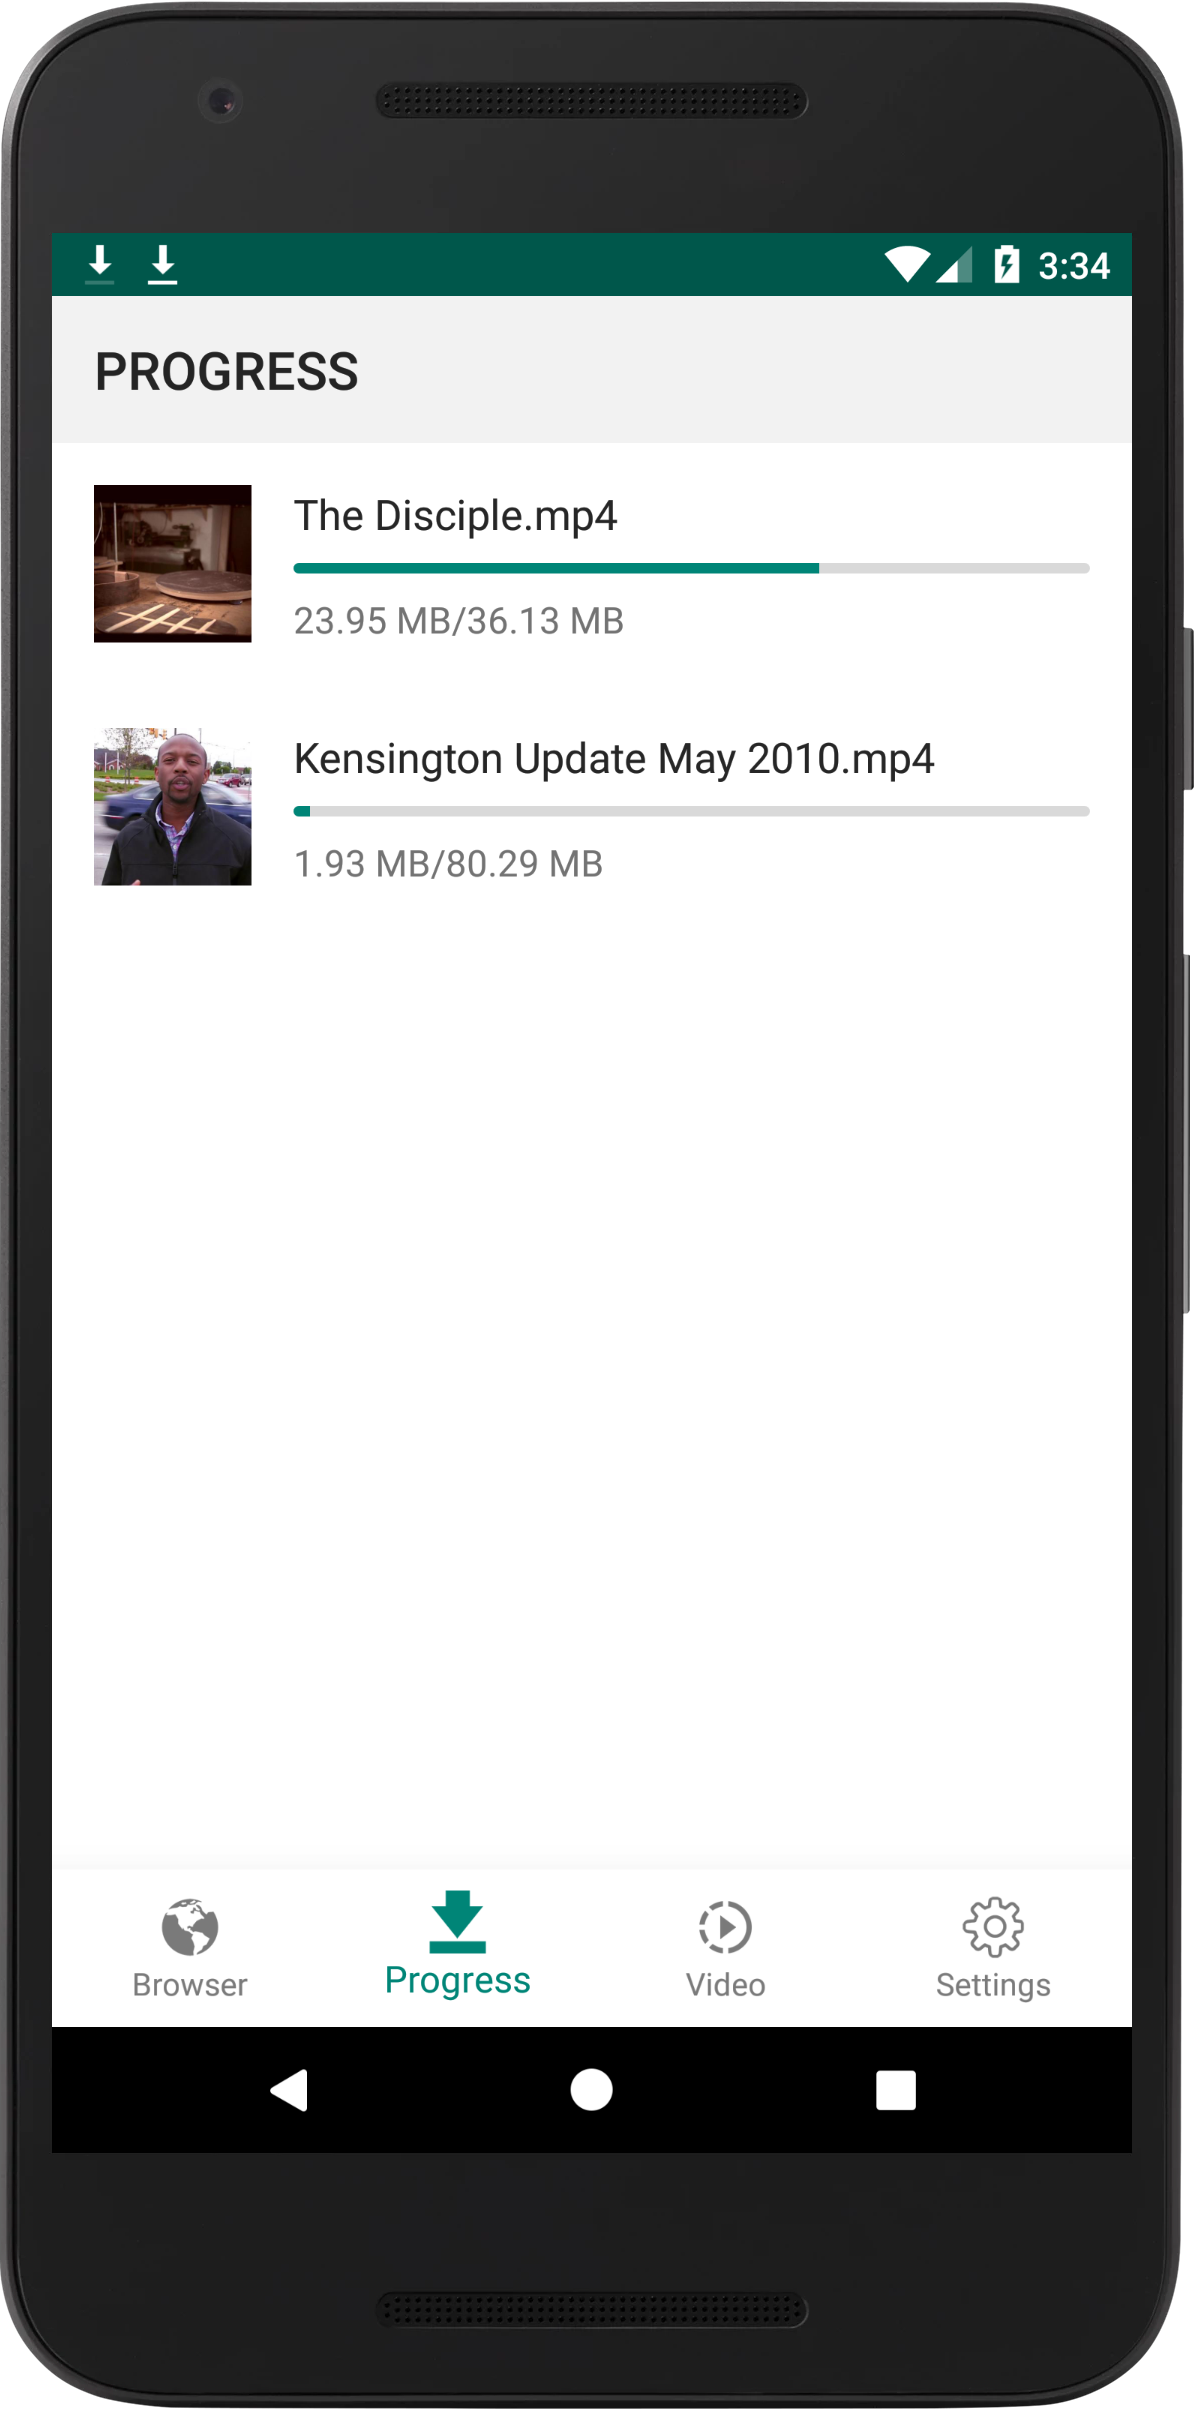 3:34
PROGRESS
The Disciple.mp4
23.95 MB/36.13 MB
Kensington Update May 2010.mp4
1.93 MB/80.29 MB
Browser
Progress
Video
Settings